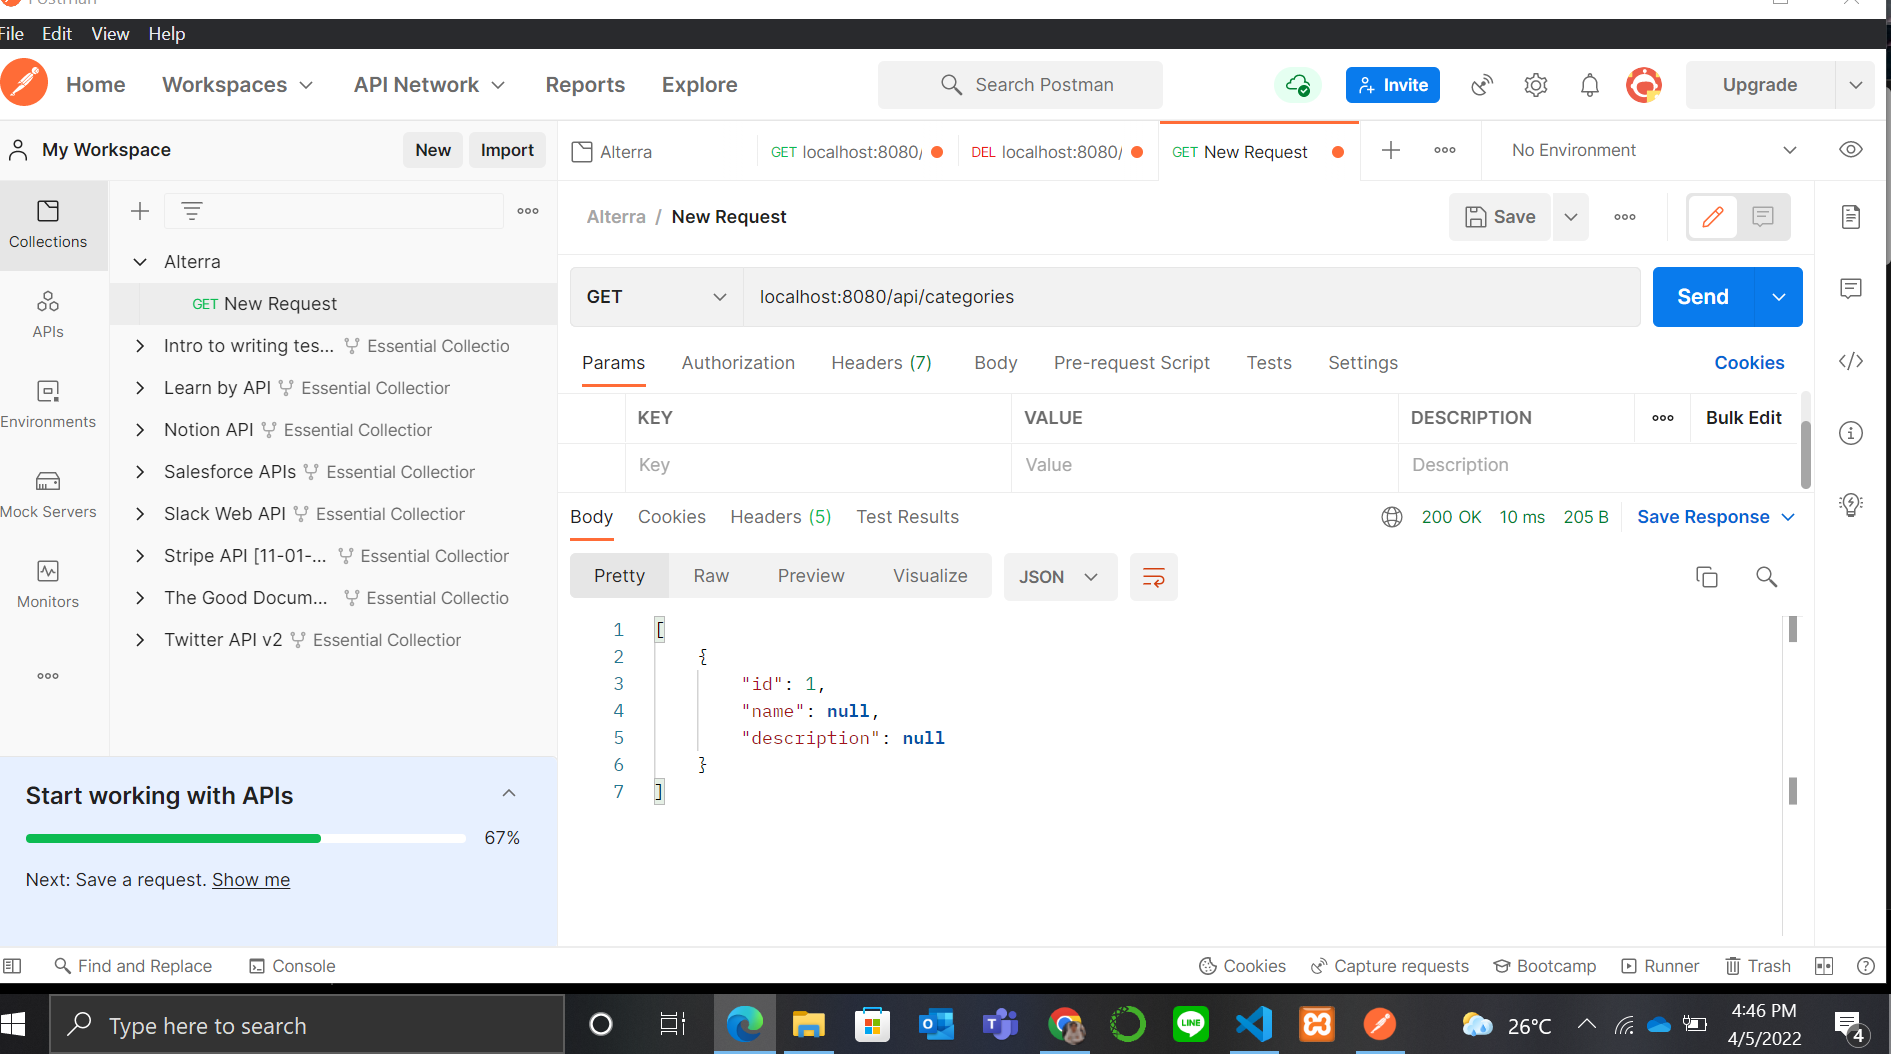 Postman
File Edit View Help
Home Workspaces API Network Reports Explore Search Postman Invite Upgrade
My Workspace New Import
Alterra GET localhost:8080/ DEL localhost:8080/ GET New Request No Environment
Collections
APIs
Environments
Mock Servers
Monitors
Alterra
GET New Request
Intro to writing tes... Essential Collectio
Learn by API Essential Collection
Notion API Essential Collection
Salesforce APIs Essential Collection
Slack Web API Essential Collection
Stripe API [11-01-... Essential Collection
The Good Docum... Essential Collectio
Twitter API v2 Essential Collection
Start working with APIs
67%
Next: Save a request. Show me
Alterra / New Request Save
GET localhost:8080/api/categories Send
Params Authorization Headers (7) Body Pre-request Script Tests Settings Cookies
KEY VALUE DESCRIPTION Bulk Edit
Key Value Description
Body Cookies Headers (5) Test Results 200 OK 10 ms 205 B Save Response
Pretty Raw Preview Visualize JSON
1 [
2 {
3 "id": 1,
4 "name": null,
5 "description": null
6 }
7 ]
Find and Replace Console Cookies Capture requests Bootcamp Runner Trash
Type here to search 26°C 4:46 PM
4/5/2022 4